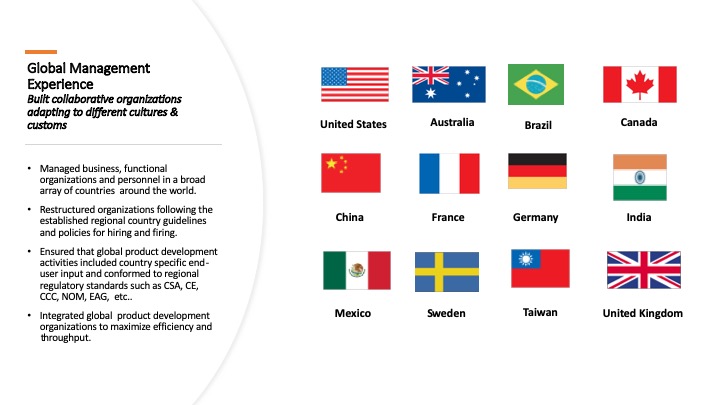 Global Management
Experience
Built collaborative organizations
adapting to different cultures &
customs
• Managed business, functional
organizations and personnel in a broad
array of countries around the world.
• Restructured organizations following the
established regional country guidelines
and policies for hiring and firing.
• Ensured that global product development
activities included country specific end-
user input and conformed to regional
regulatory standards such as CSA, CE,
CCC, NOM, EAG, etc..
• Integrated global product development
organizations to maximize efficiency and
throughput.
United States
Australia
Brazil
Canada
China
France
Germany
India
Mexico
Sweden
Taiwan
United Kingdom